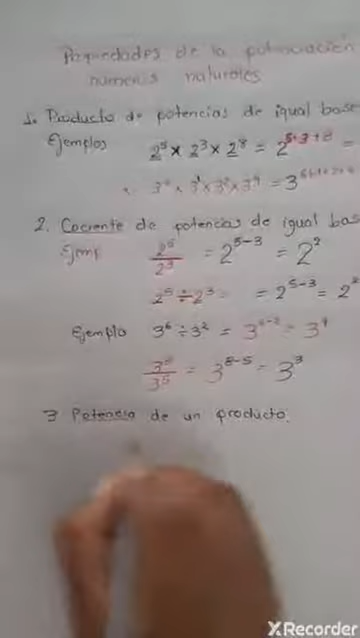 Propiedades de la potenciación
números naturales
1. Producto de potencias de igual base
Ejemplos 2⁵ x 2³ x 2⁸ = 2⁵⁺³⁺⁸ =
2. Cociente de potencias de igual bas
Ejmp 2⁵/2³ = 2⁵⁻³ = 2²
2⁵ ÷ 2³ = = 2⁵⁻³ = 2²
Ejemplo 3⁶ ÷ 3² = 3⁶⁻² = 3⁴
3⁸/3⁵ = 3⁸⁻⁵ = 3³
3 Potencia de un producto.
XRecorder